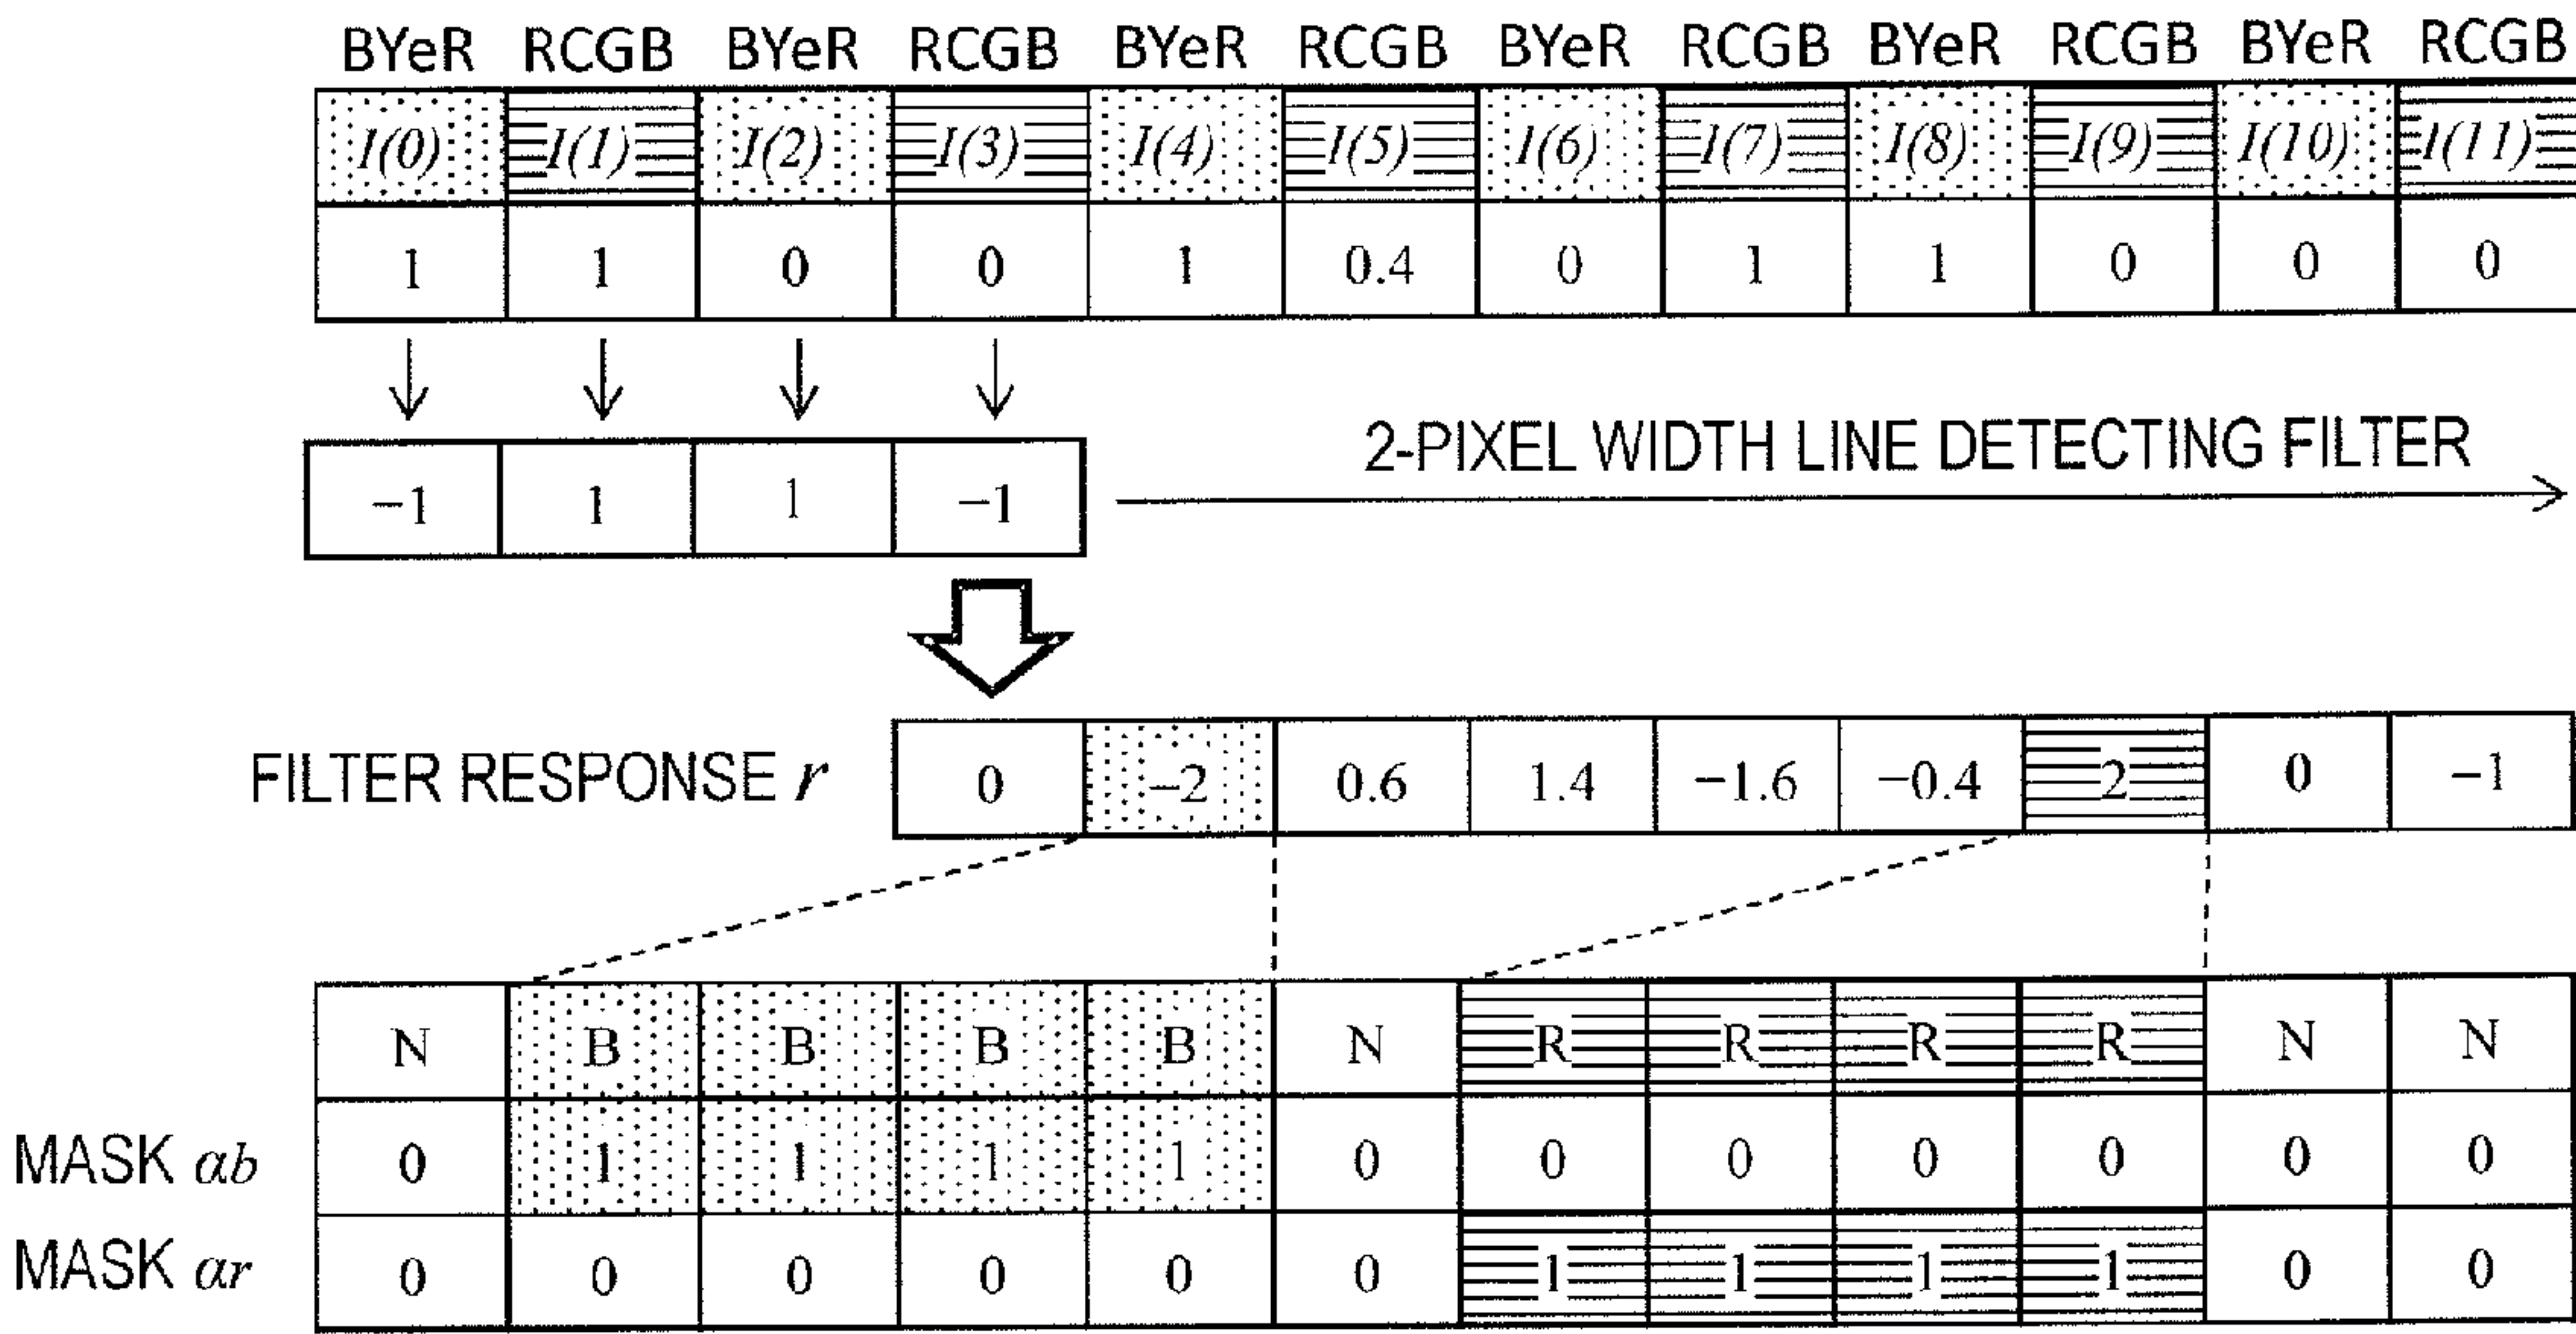 BYeR RCGB BYeR RCGB BYeR RCGB BYeR RCGB BYeR RCGB BYeR RCGB
I(0) I(1) I(2) I(3) I(4) I(5) I(6) I(7) I(8) I(9) I(10) I(11)
1 1 0 0 1 0.4 0 1 1 0 0 0
2-PIXEL WIDTH LINE DETECTING FILTER
−1 1 1 −1
FILTER RESPONSE r 0 −2 0.6 1.4 −1.6 −0.4 2 0 −1
N B B B B N R R R R N N
MASK αb 0 1 1 1 1 0 0 0 0 0 0 0
MASK αr 0 0 0 0 0 0 1 1 1 1 0 0